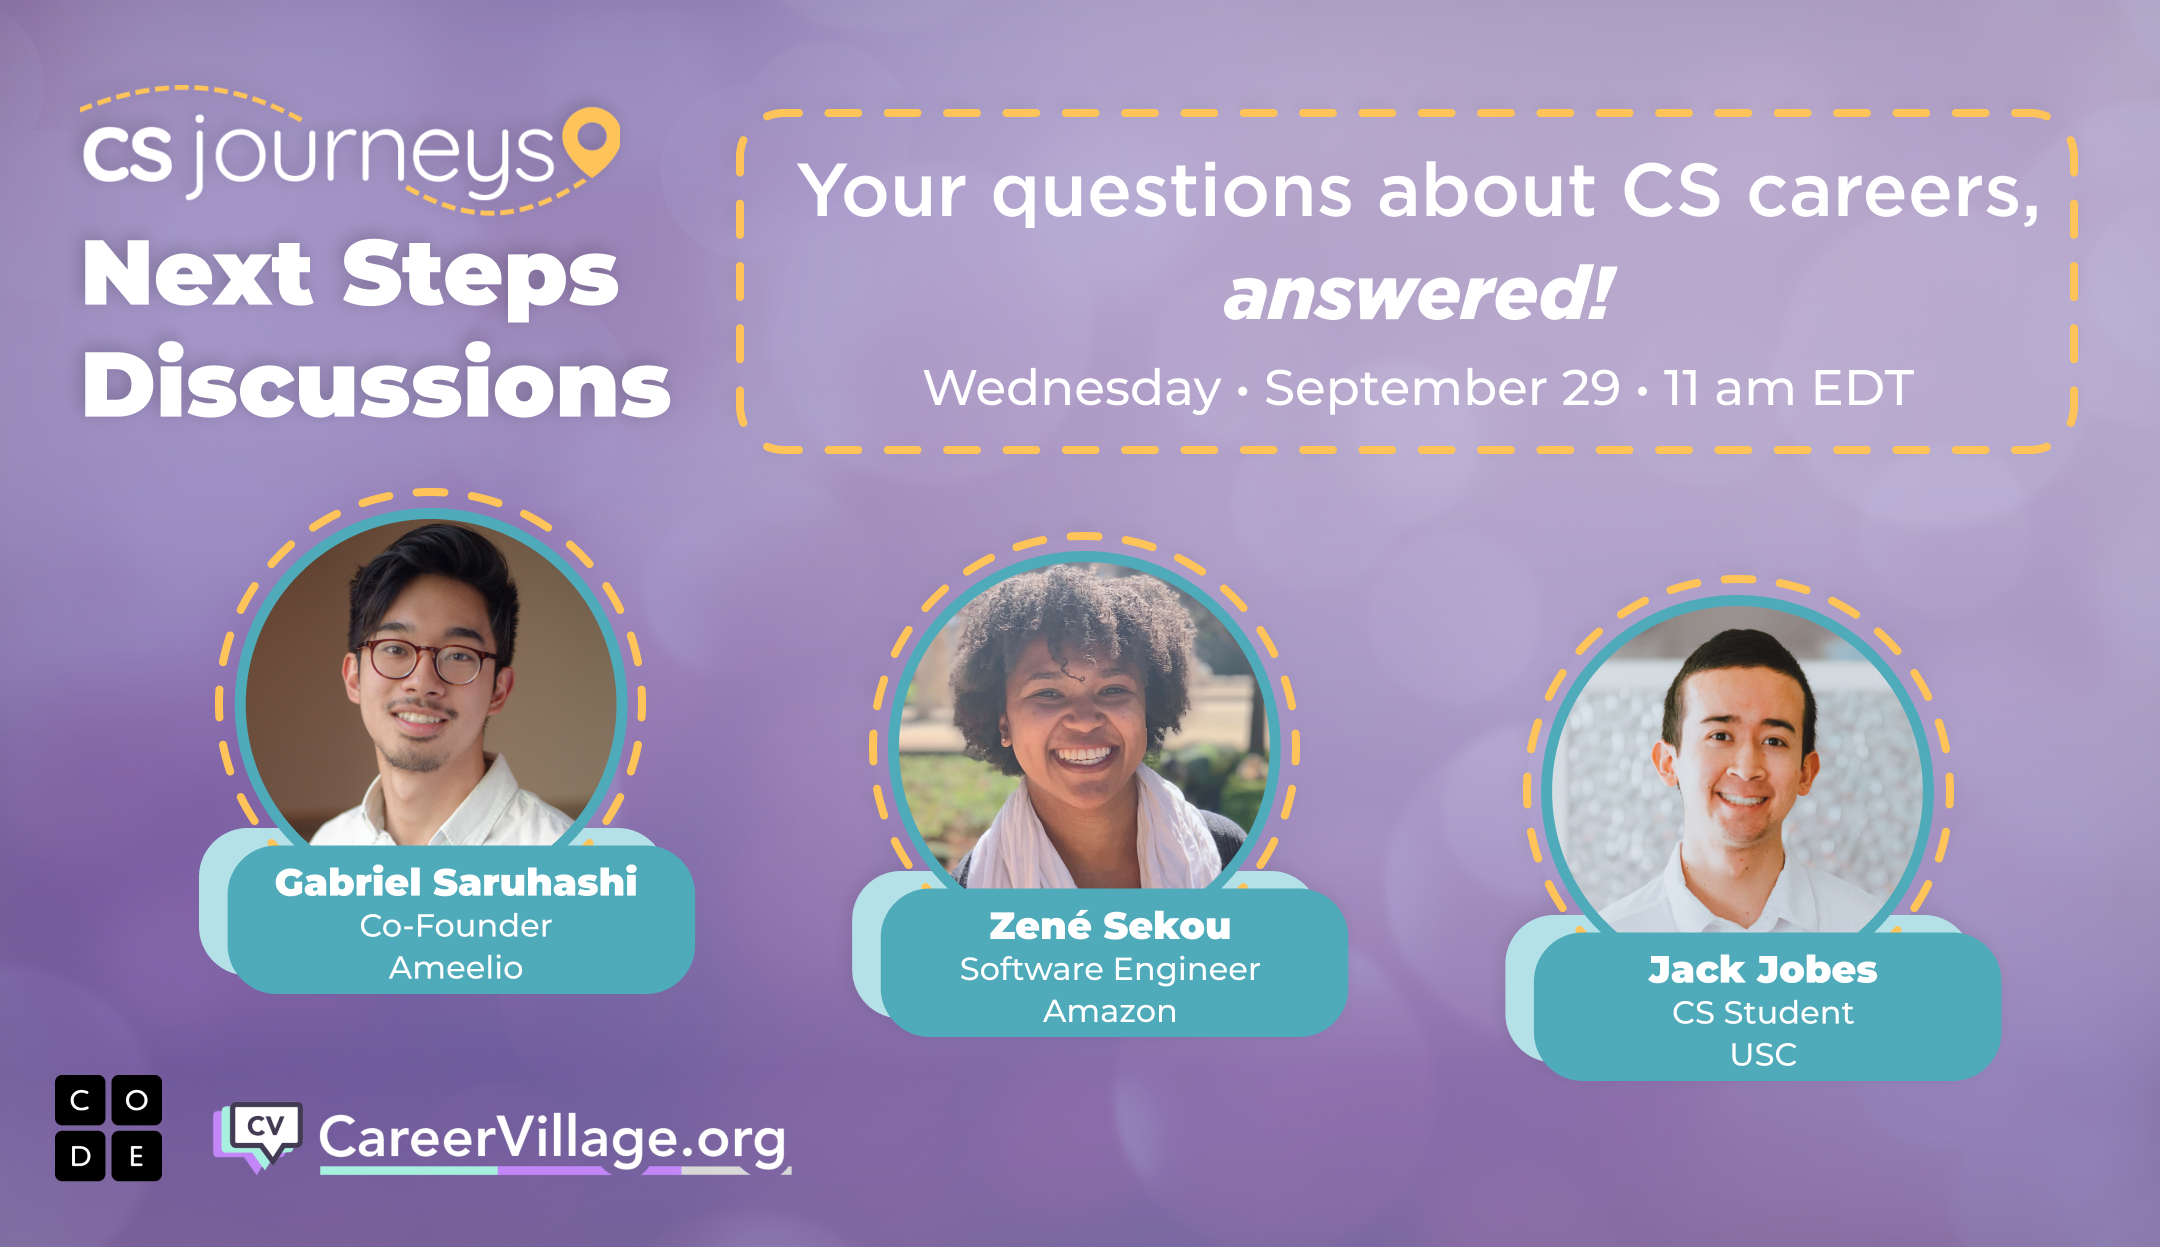 CS journeys
Next Steps
Discussions
Your questions about CS careers,
answered!
Wednesday • September 29 • 11 am EDT
Gabriel Saruhashi
Co-Founder
Ameelio
Zené Sekou
Software Engineer
Amazon
Jack Jobes
CS Student
USC
C O
D E
CV
CareerVillage.org